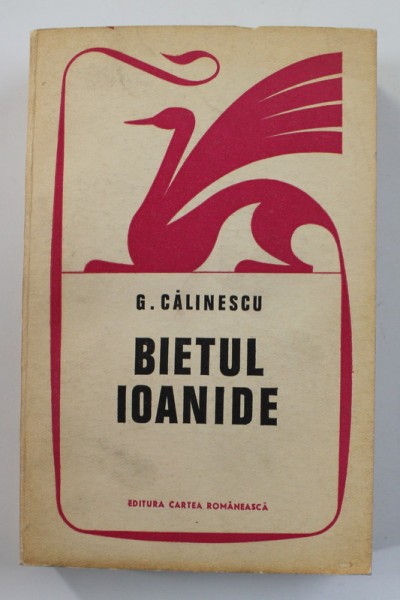 G. CĂLINESCU
BIETUL
IOANIDE
EDITURA CARTEA ROMÂNEASCĂ